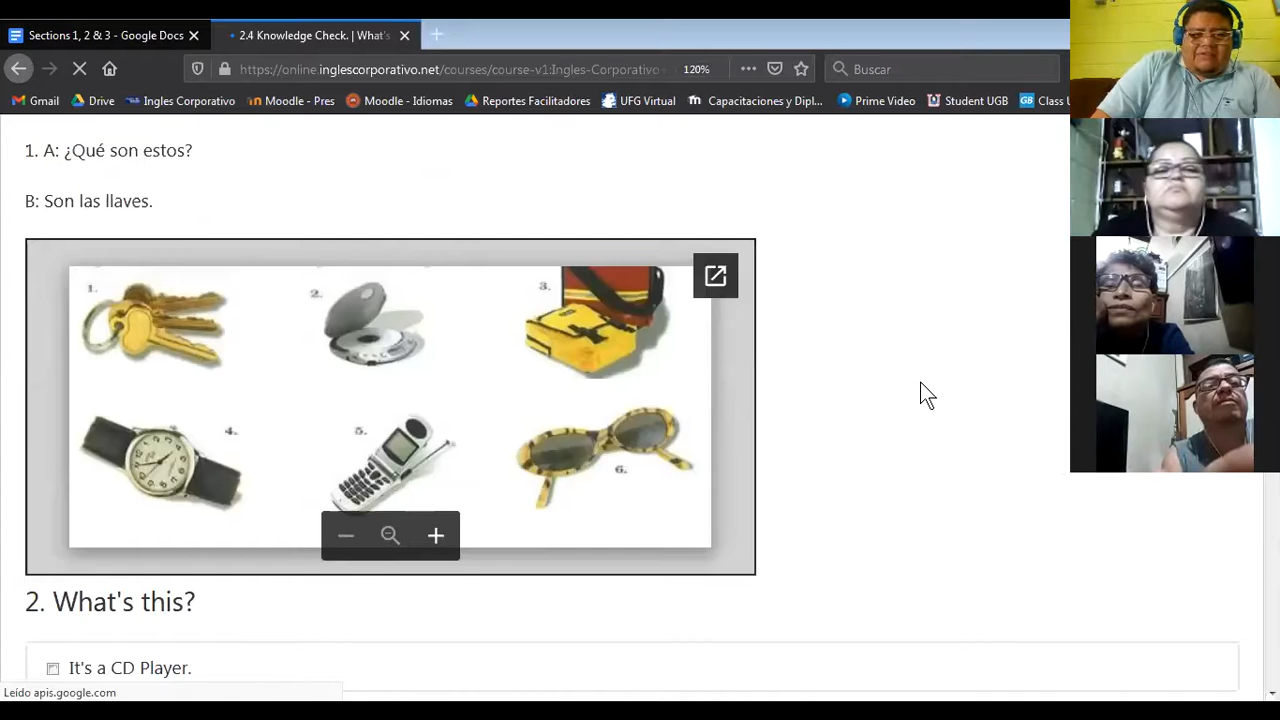 Sections 1, 2 & 3 - Google Docs
2.4 Knowledge Check. | What's
https://online.inglescorporativo.net/courses/course-v1:Ingles-Corporativo
120%
Buscar
Gmail
Drive
Ingles Corporativo
Moodle - Pres
Moodle - Idiomas
Reportes Facilitadores
UFG Virtual
Capacitaciones y Dipl...
Prime Video
Student UGB
GB Class U
1. A: ¿Qué son estos?
B: Son las llaves.
1.
2.
3.
4.
5.
6.
2. What's this?
It's a CD Player.
Leído apis.google.com